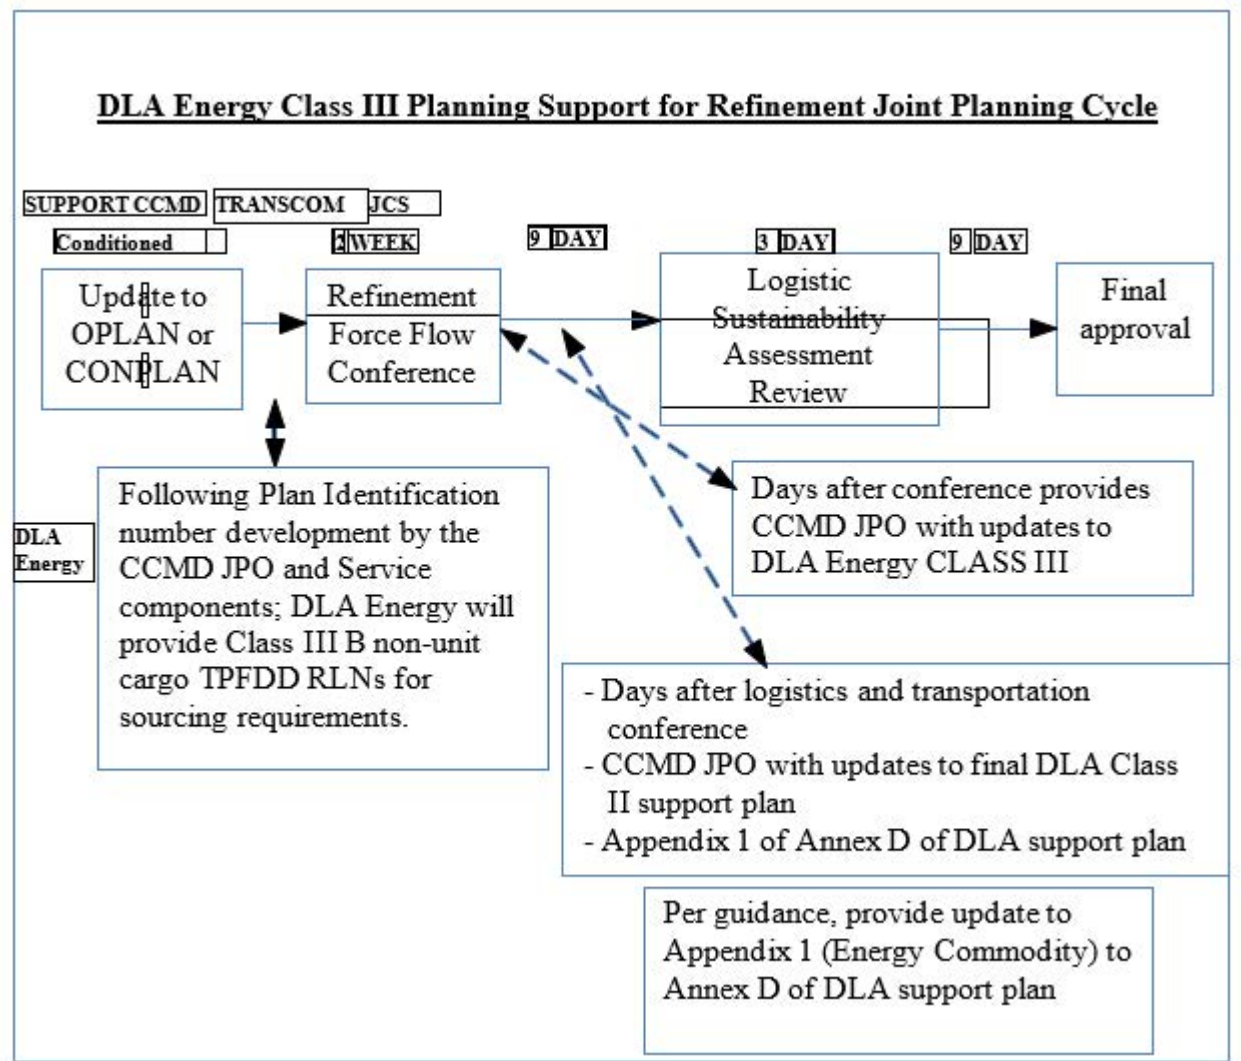 DLA Energy Class III Planning Support for Refinement Joint Planning Cycle
SUPPORT CCMD TRANSCOM JCS
Conditioned 2 WEEK 9 DAY 3 DAY 9 DAY
Update to
OPLAN or
CONPLAN
Refinement
Force Flow
Conference
Logistic
Sustainability
Assessment
Review
Final
approval
DLA
Energy
Following Plan Identification
number development by the
CCMD JPO and Service
components; DLA Energy will
provide Class III B non-unit
cargo TPFDD RLNs for
sourcing requirements.
Days after conference provides
CCMD JPO with updates to
DLA Energy CLASS III
- Days after logistics and transportation
conference
- CCMD JPO with updates to final DLA Class
II support plan
- Appendix 1 of Annex D of DLA support plan
Per guidance, provide update to
Appendix 1 (Energy Commodity) to
Annex D of DLA support plan